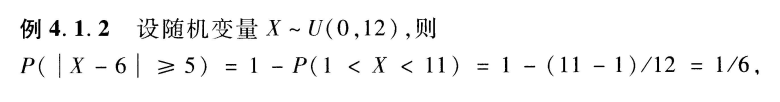 例 4.1.2 设随机变量 X ~ U(0,12),则
P( | X - 6 | ≥ 5) = 1 - P(1 < X < 11) = 1 - (11 - 1)/12 = 1/6,